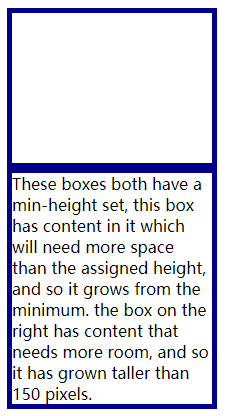 These boxes both have a
min-height set, this box
has content in it which
will need more space
than the assigned height,
and so it grows from the
minimum. the box on the
right has content that
needs more room, and so
it has grown taller than
150 pixels.